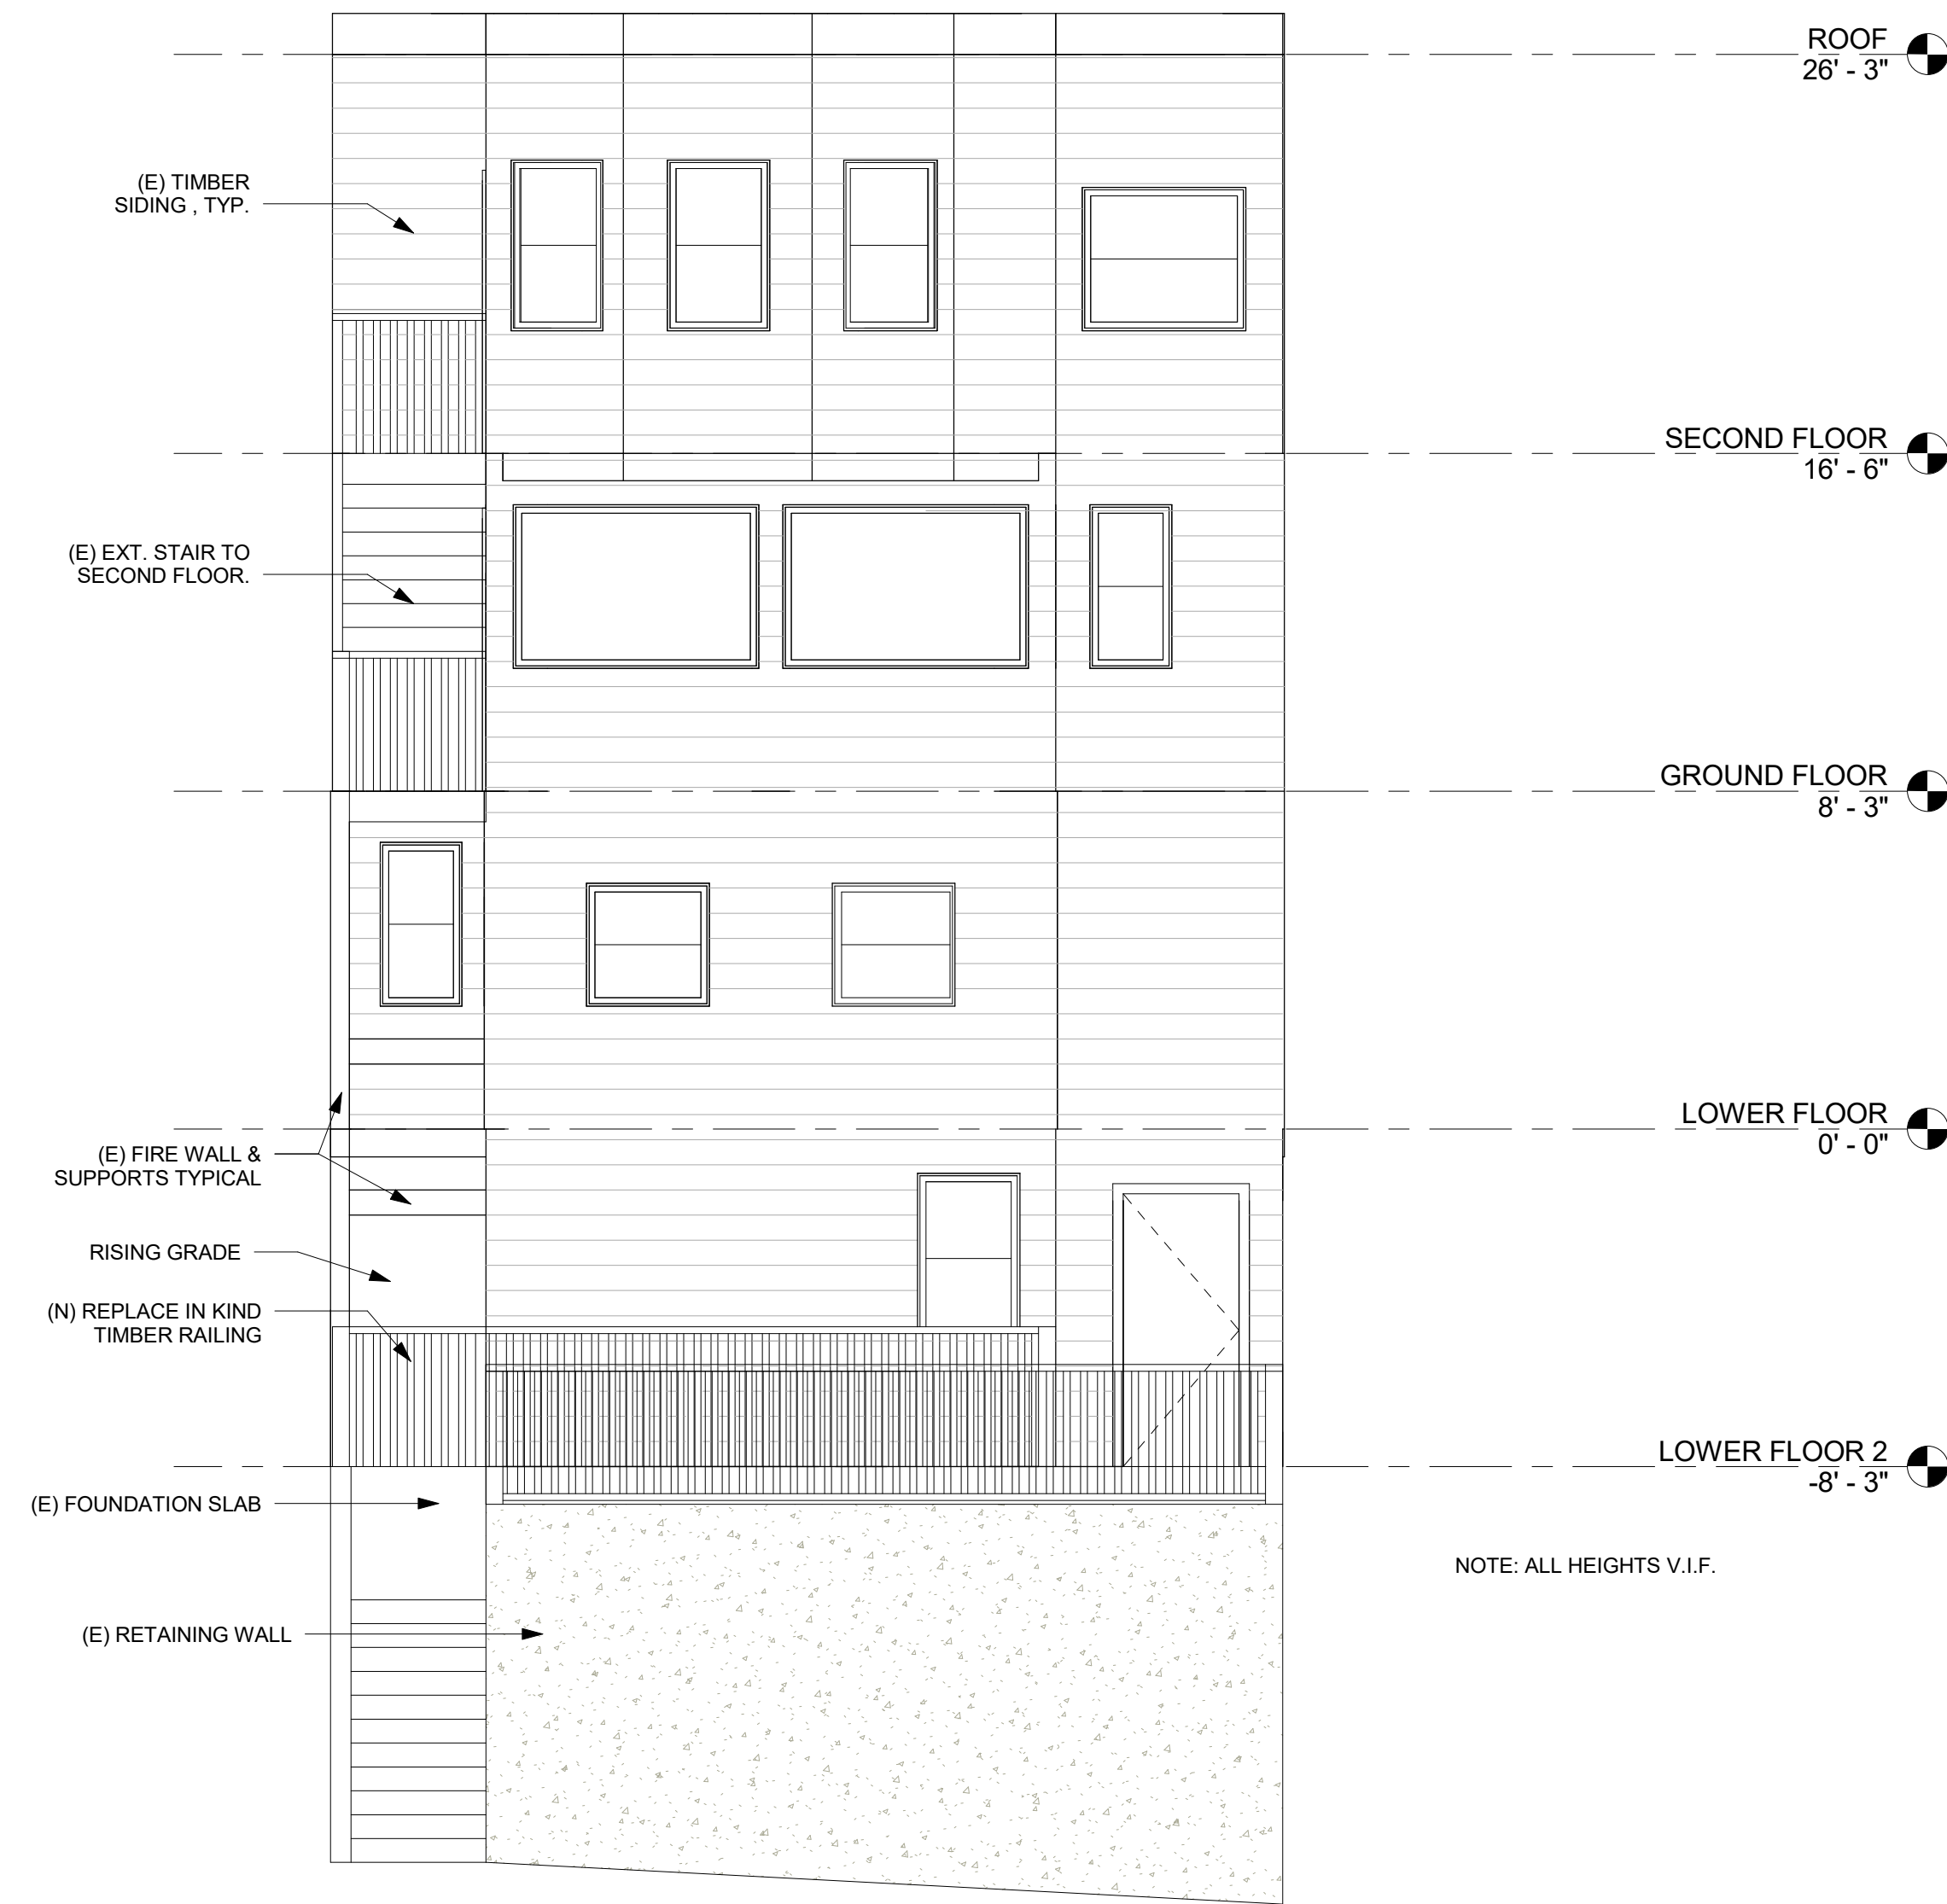 ROOF
26' - 3"
(E) TIMBER
SIDING , TYP.
SECOND FLOOR
16' - 6"
(E) EXT. STAIR TO
SECOND FLOOR.
GROUND FLOOR
8' - 3"
LOWER FLOOR
0' - 0"
(E) FIRE WALL &
SUPPORTS TYPICAL
RISING GRADE
(N) REPLACE IN KIND
TIMBER RAILING
LOWER FLOOR 2
-8' - 3"
(E) FOUNDATION SLAB
NOTE: ALL HEIGHTS V.I.F.
(E) RETAINING WALL